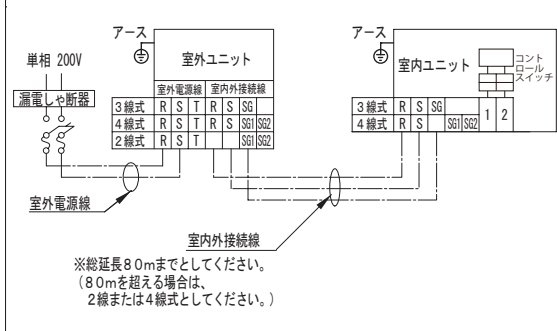 アース
単相 200V
漏電しゃ断器
室外ユニット
室外電源線 室内外接続線
3線式 R S T R S SG
4線式 R S T R S SG1 SG2
2線式 R S T SG1 SG2
室外電源線
アース
室内ユニット
コント
ロール
スイッチ
3線式 R S SG
4線式 R S SG1 SG2
1 2
室内外接続線
※総延長80mまでとしてください。
(80mを超える場合は、
2線または4線式としてください。)